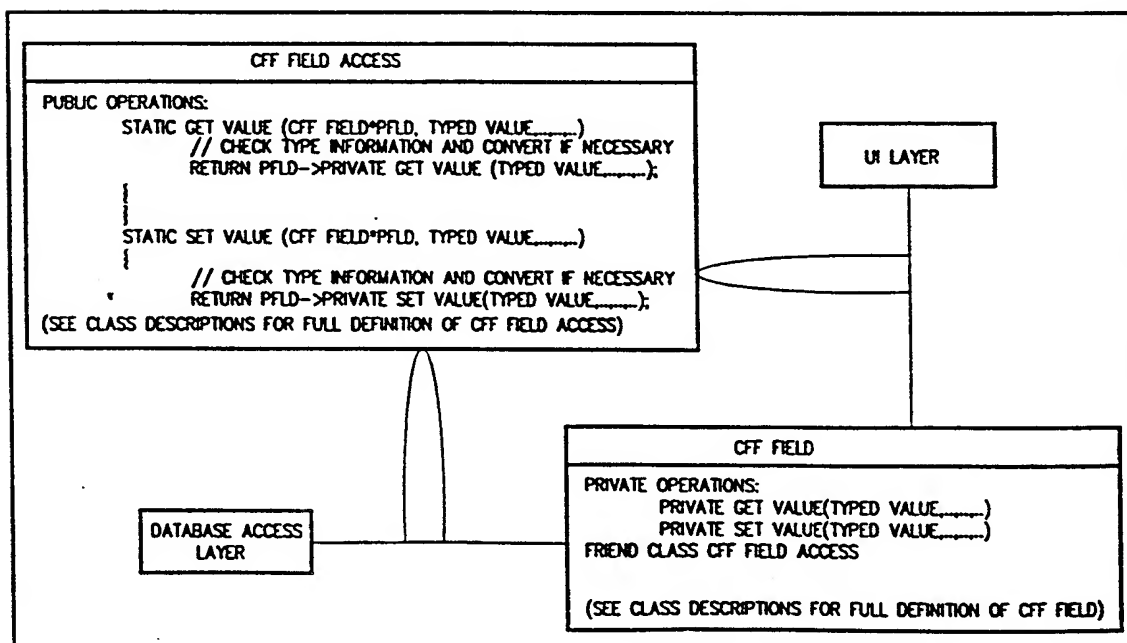 CFF FIELD ACCESS
PUBLIC OPERATIONS:
STATIC GET VALUE (CFF FIELD*PFLD, TYPED VALUE,........)
// CHECK TYPE INFORMATION AND CONVERT IF NECESSARY
RETURN PFLD->PRIVATE GET VALUE (TYPED VALUE,........);
STATIC SET VALUE (CFF FIELD*PFLD, TYPED VALUE,........)
// CHECK TYPE INFORMATION AND CONVERT IF NECESSARY
RETURN PFLD->PRIVATE SET VALUE(TYPED VALUE,........);
(SEE CLASS DESCRIPTIONS FOR FULL DEFINITION OF CFF FIELD ACCESS)
UI LAYER
DATABASE ACCESS
LAYER
CFF FIELD
PRIVATE OPERATIONS:
PRIVATE GET VALUE(TYPED VALUE,........)
PRIVATE SET VALUE(TYPED VALUE,........)
FRIEND CLASS CFF FIELD ACCESS
(SEE CLASS DESCRIPTIONS FOR FULL DEFINITION OF CFF FIELD)